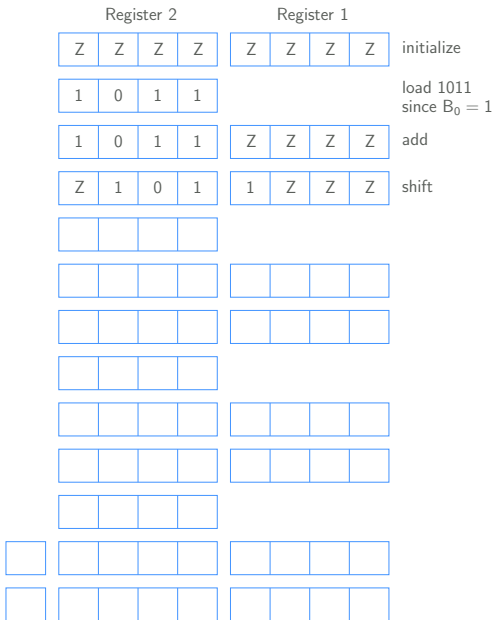 Register 2 Register 1
Z Z Z Z Z Z Z Z initialize
1 0 1 1 load 1011
since B₀ = 1
1 0 1 1 Z Z Z Z add
Z 1 0 1 1 Z Z Z shift